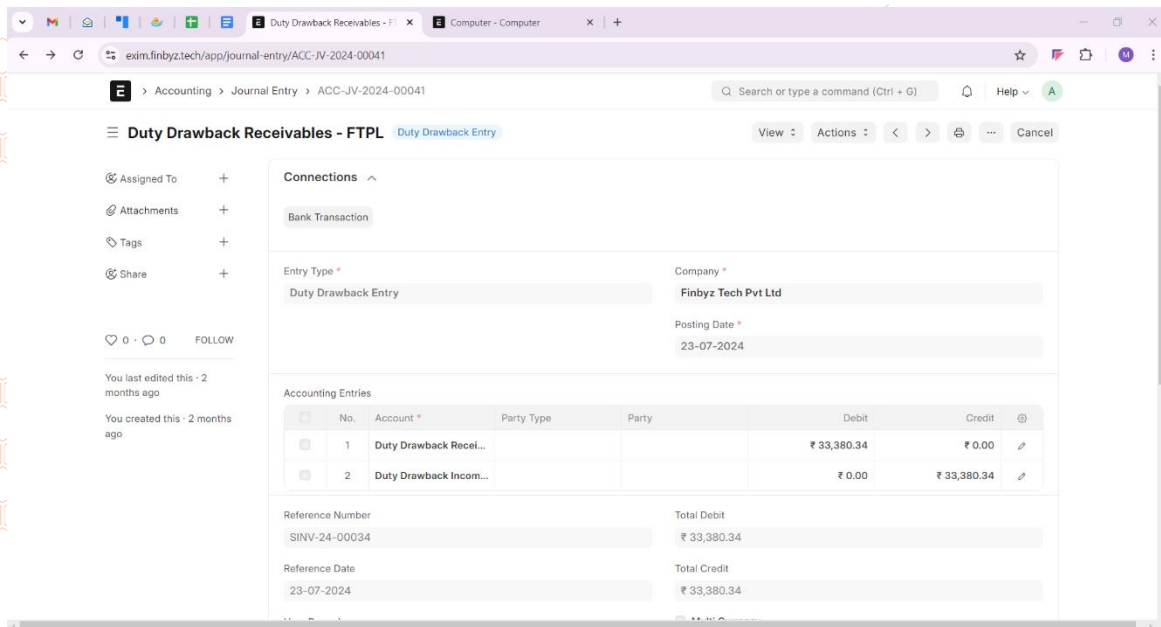 Duty Drawback Receivables - F
Computer - Computer
exim.finbyz.tech/app/journal-entry/ACC-JV-2024-00041
Accounting > Journal Entry > ACC-JV-2024-00041
Search or type a command (Ctrl + G)
Help
A
Duty Drawback Receivables - FTPL
Duty Drawback Entry
View
Actions
Cancel
Assigned To
Attachments
Tags
Share
0 · 0 FOLLOW
You last edited this · 2
months ago
You created this · 2 months
ago
Connections
Bank Transaction
Entry Type *
Duty Drawback Entry
Company *
Finbyz Tech Pvt Ltd
Posting Date *
23-07-2024
Accounting Entries
No. Account * Party Type Party Debit Credit
1 Duty Drawback Recei... ₹ 33,380.34 ₹ 0.00
2 Duty Drawback Incom... ₹ 0.00 ₹ 33,380.34
Reference Number
SINV-24-00034
Total Debit
₹ 33,380.34
Reference Date
23-07-2024
Total Credit
₹ 33,380.34